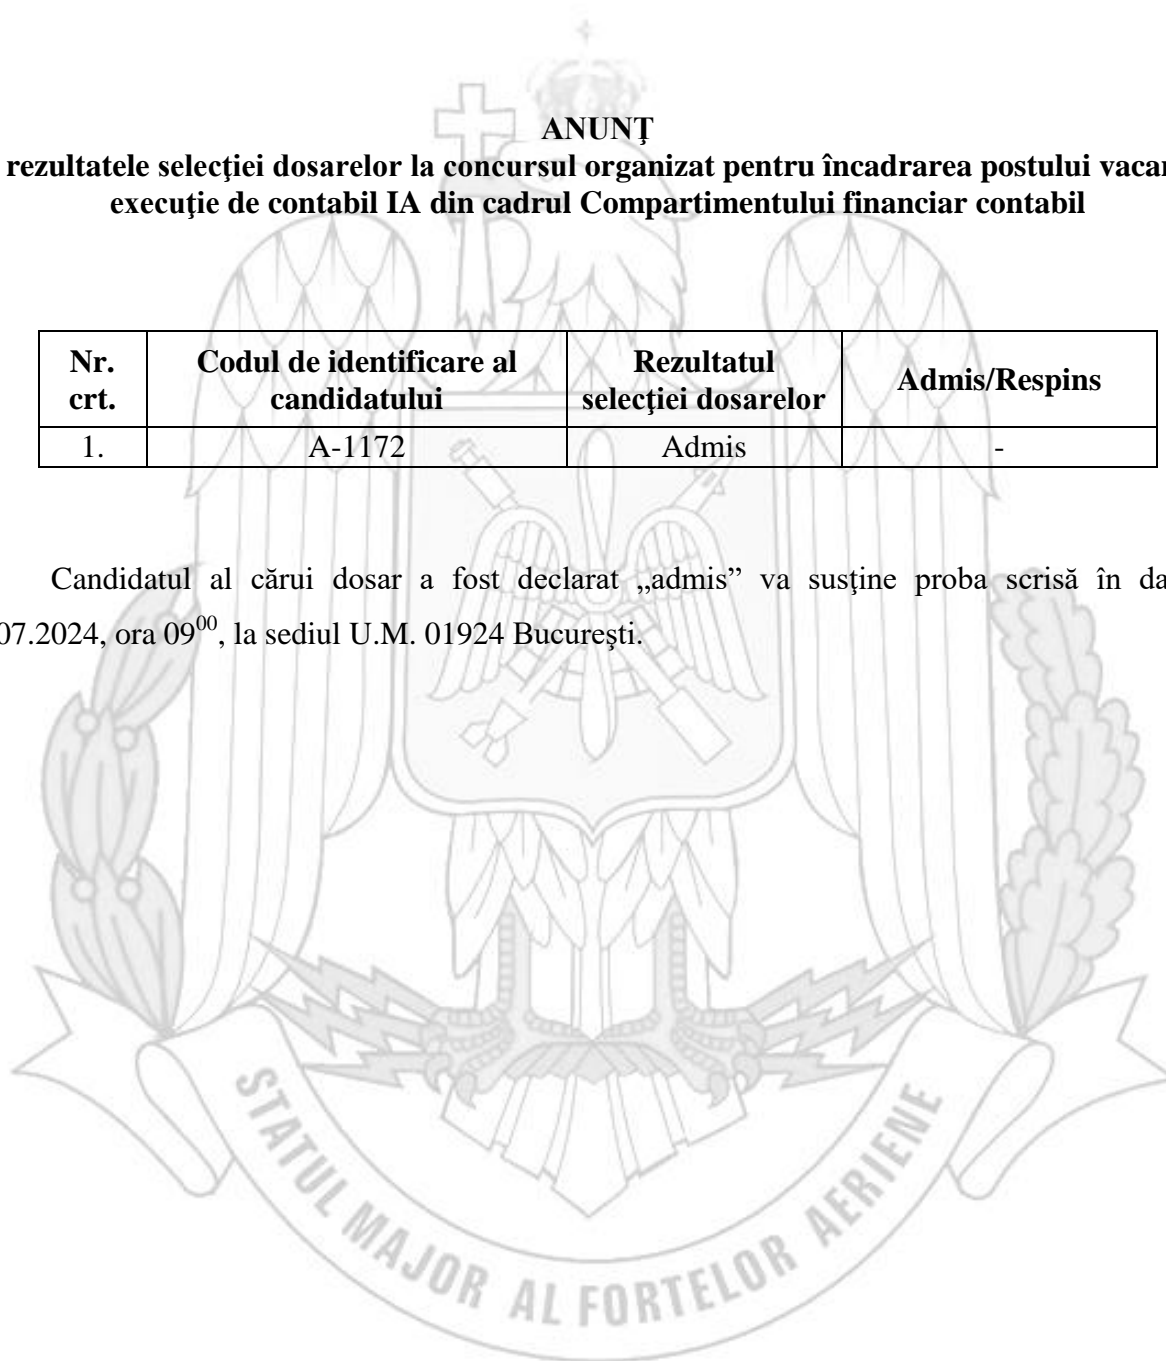 ANUNŢ
rezultatele selecţiei dosarelor la concursul organizat pentru încadrarea postului vacan
execuţie de contabil IA din cadrul Compartimentului financiar contabil
Nr. crt.
Codul de identificare al candidatului
Rezultatul selecţiei dosarelor
Admis/Respins
1. A-1172 Admis -
Candidatul al cărui dosar a fost declarat „admis” va susţine proba scrisă în da
07.2024, ora 09⁰⁰, la sediul U.M. 01924 Bucureşti.
STATUL MAJOR AL FORTELOR AERIENE